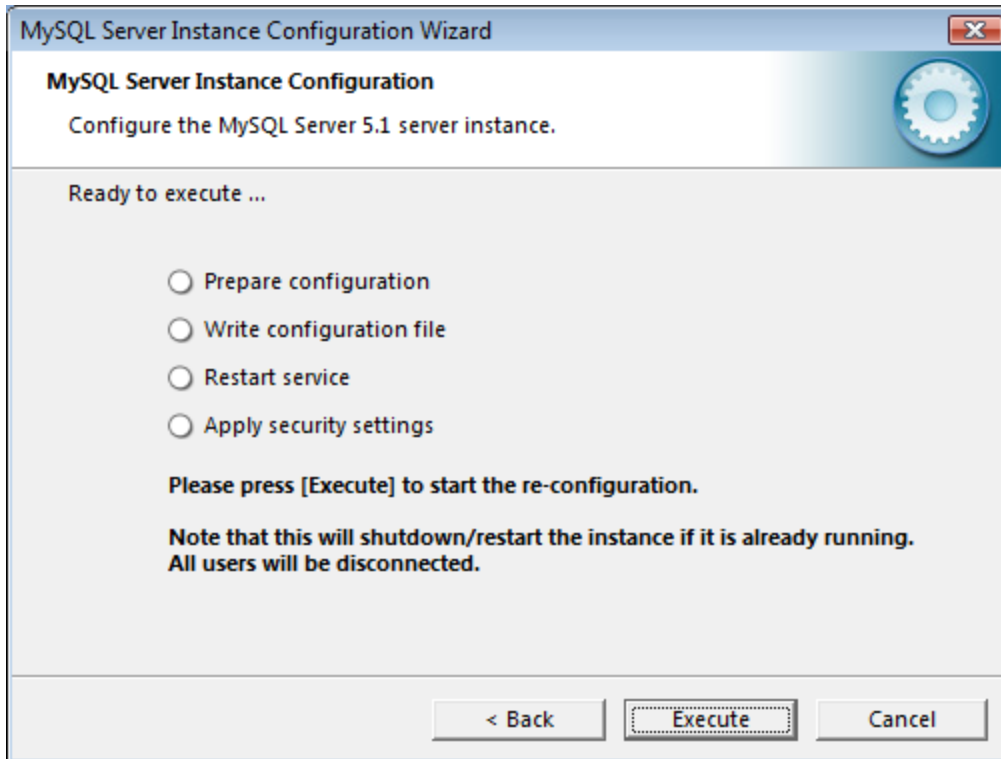 MySQL Server Instance Configuration Wizard
MySQL Server Instance Configuration
Configure the MySQL Server 5.1 server instance.
Ready to execute ...
Prepare configuration
Write configuration file
Restart service
Apply security settings
Please press [Execute] to start the re-configuration.
Note that this will shutdown/restart the instance if it is already running.
All users will be disconnected.
< Back
Execute
Cancel